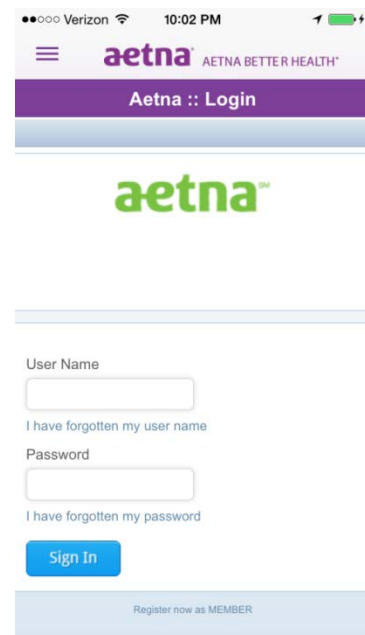 Verizon 10:02 PM
aetna® AETNA BETTER HEALTH®
Aetna :: Login
aetna℠
User Name
I have forgotten my user name
Password
I have forgotten my password
Sign In
Register now as MEMBER